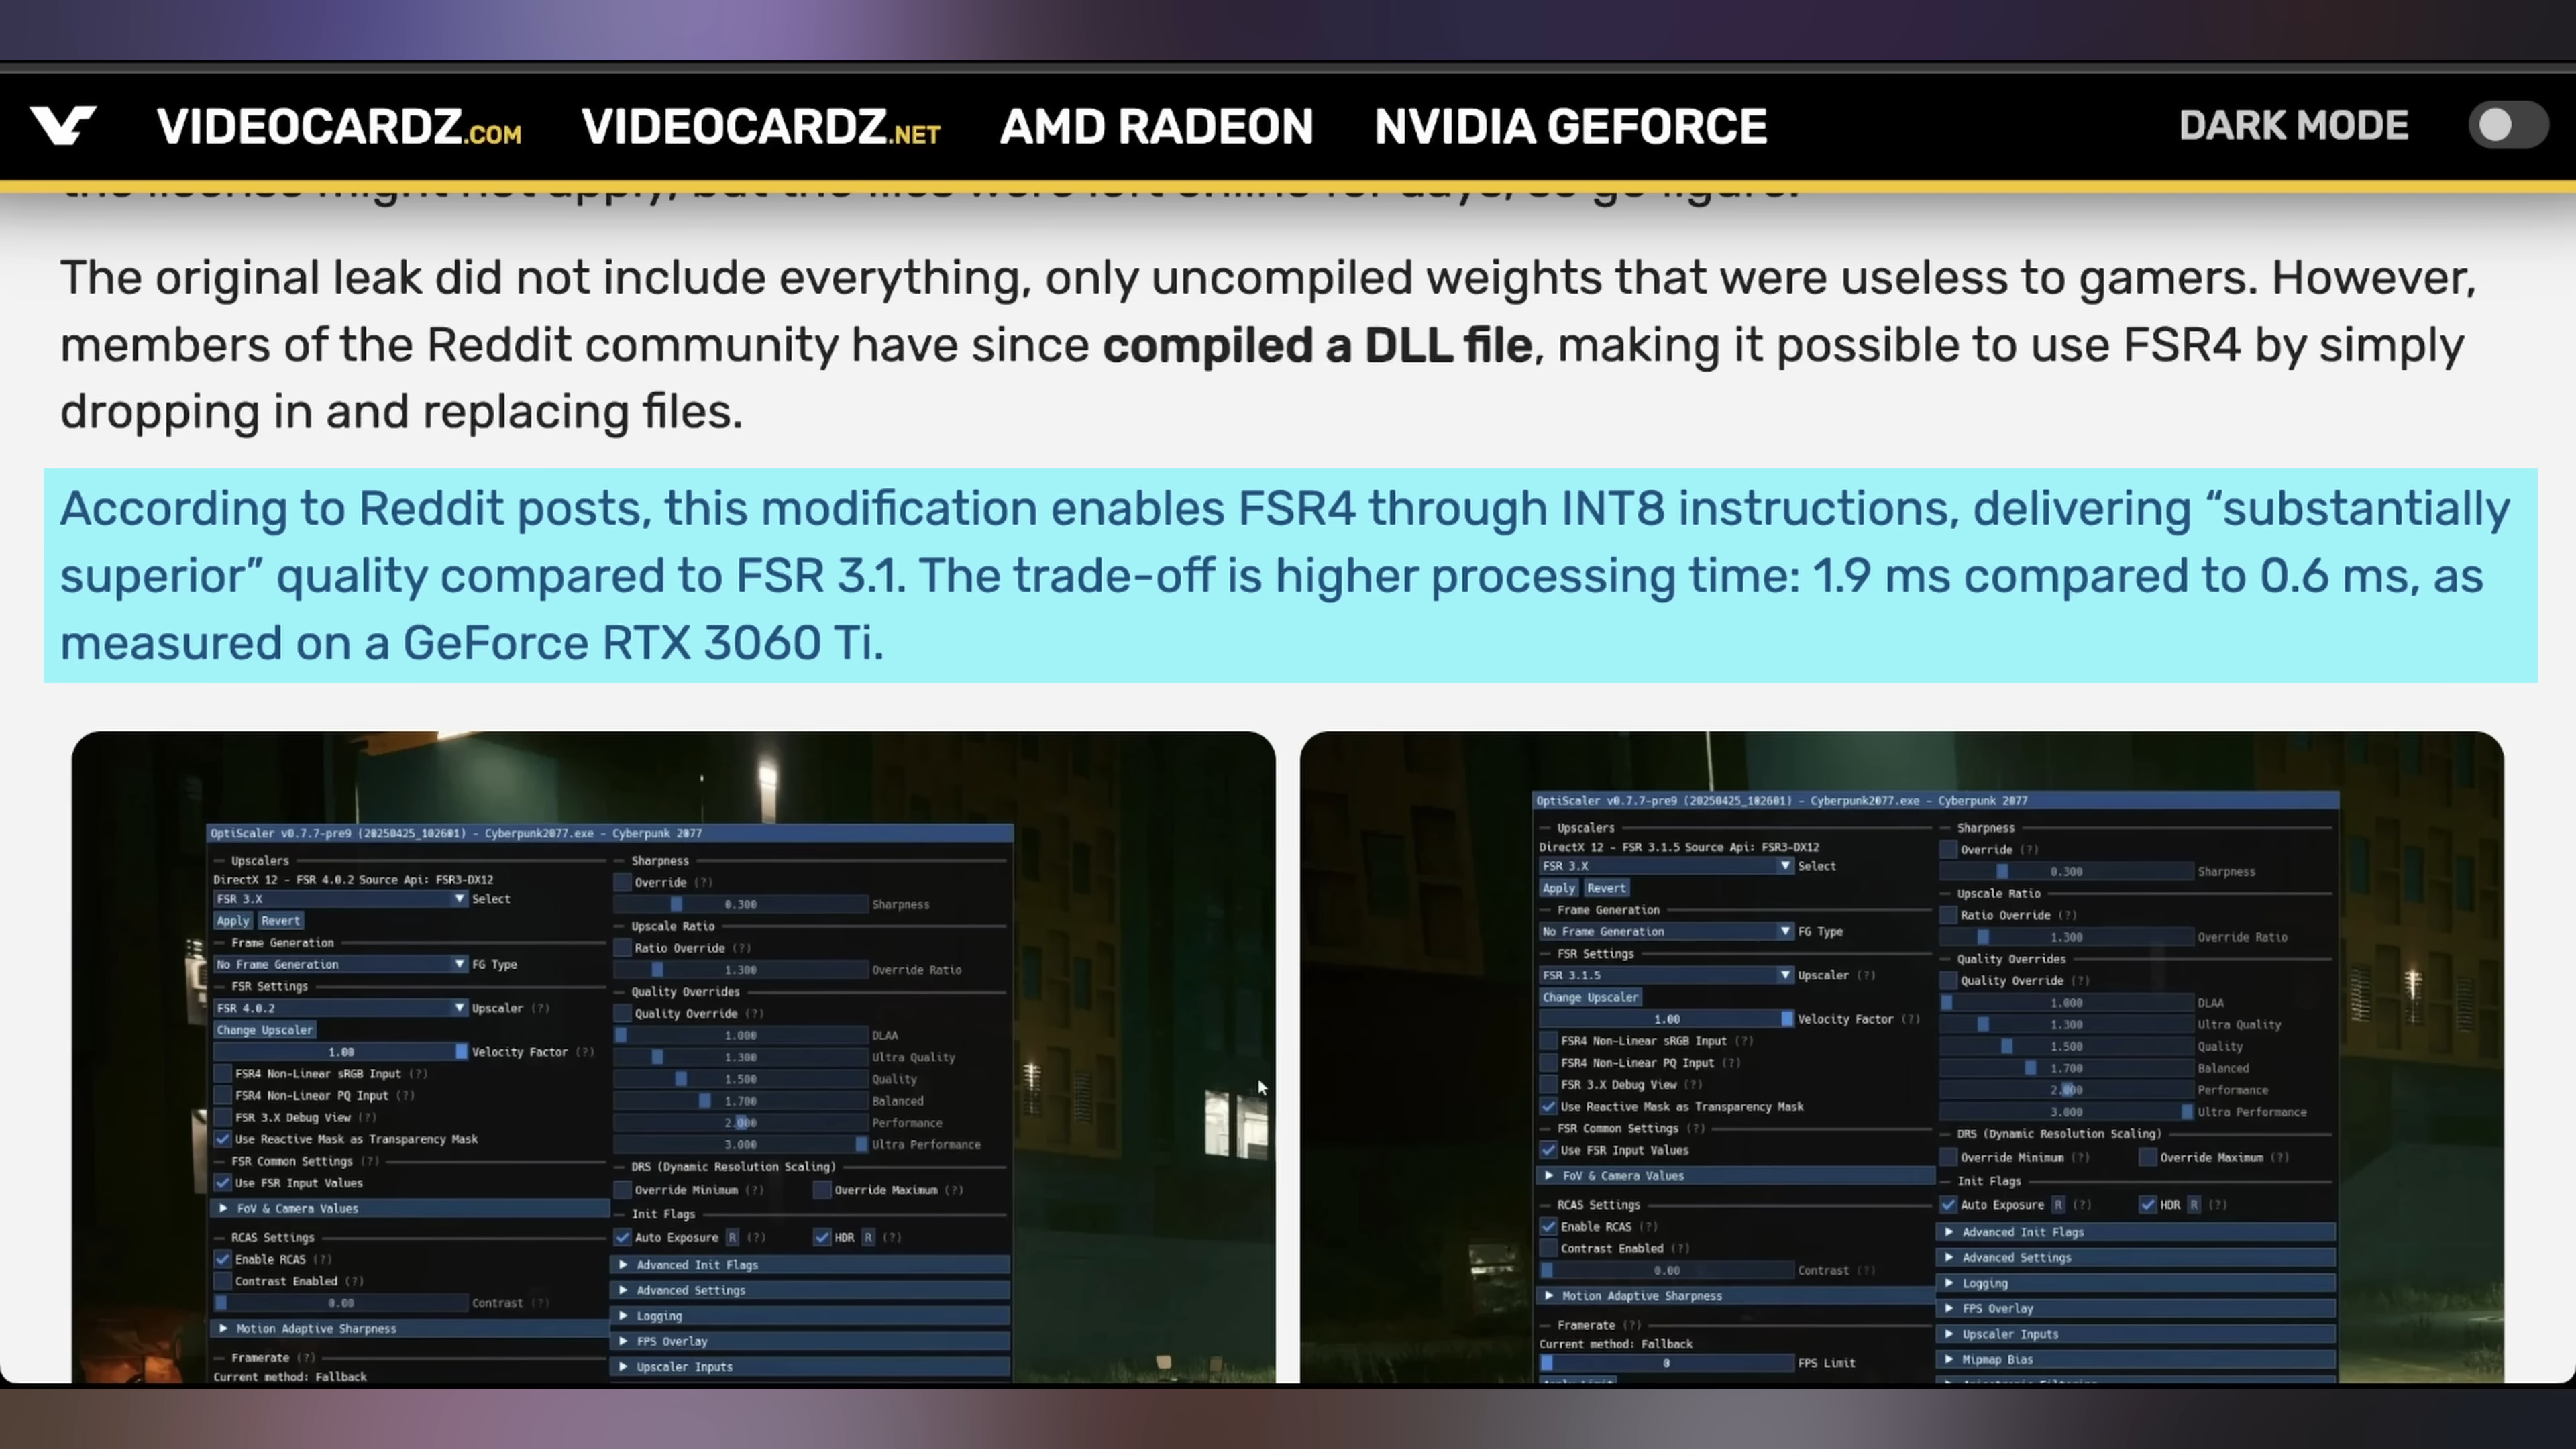 VIDEOCARDZ.COM VIDEOCARDZ.NET AMD RADEON NVIDIA GEFORCE DARK MODE
the license might not apply, but the files were left online for days, so go figure.
The original leak did not include everything, only uncompiled weights that were useless to gamers. However,
members of the Reddit community have since compiled a DLL file, making it possible to use FSR4 by simply
dropping in and replacing files.
According to Reddit posts, this modification enables FSR4 through INT8 instructions, delivering “substantially
superior” quality compared to FSR 3.1. The trade-off is higher processing time: 1.9 ms compared to 0.6 ms, as
measured on a GeForce RTX 3060 Ti.
OptiScaler v0.7.7-pre9 (20250425_102601) - Cyberpunk2077.exe - Cyberpunk 2077
Upscalers
DirectX 12 - FSR 4.0.2 Source Api: FSR3-DX12
FSR 3.X Select
Apply Revert
Frame Generation
No Frame Generation FG Type
FSR Settings
FSR 4.0.2 Upscaler (?)
Change Upscaler
1.00 Velocity Factor (?)
FSR4 Non-Linear sRGB Input (?)
FSR4 Non-Linear PQ Input (?)
FSR 3.X Debug View (?)
Use Reactive Mask as Transparency Mask
FSR Common Settings (?)
Use FSR Input Values
FoV & Camera Values
RCAS Settings
Enable RCAS (?)
Contrast Enabled (?)
0.00 Contrast (?)
Motion Adaptive Sharpness
Framerate (?)
Current method: Fallback
Sharpness
Override (?)
0.300 Sharpness
Upscale Ratio
Ratio Override (?)
1.300 Override Ratio
Quality Overrides
Quality Override (?)
1.000 DLAA
1.300 Ultra Quality
1.500 Quality
1.700 Balanced
2.000 Performance
3.000 Ultra Performance
DRS (Dynamic Resolution Scaling)
Override Minimum (?) Override Maximum (?)
Init Flags
Auto Exposure R (?) HDR R (?)
Advanced Init Flags
Advanced Settings
Logging
FPS Overlay
Upscaler Inputs
OptiScaler v0.7.7-pre9 (20250425_102601) - Cyberpunk2077.exe - Cyberpunk 2077
Upscalers
DirectX 12 - FSR 3.1.5 Source Api: FSR3-DX12
FSR 3.X Select
Apply Revert
Frame Generation
No Frame Generation FG Type
FSR Settings
FSR 3.1.5 Upscaler (?)
Change Upscaler
1.00 Velocity Factor (?)
FSR4 Non-Linear sRGB Input (?)
FSR4 Non-Linear PQ Input (?)
FSR 3.X Debug View (?)
Use Reactive Mask as Transparency Mask
FSR Common Settings (?)
Use FSR Input Values
FoV & Camera Values
RCAS Settings
Enable RCAS (?)
Contrast Enabled (?)
0.00 Contrast (?)
Motion Adaptive Sharpness
Framerate (?)
Current method: Fallback
0 FPS Limit
Sharpness
Override (?)
0.300 Sharpness
Upscale Ratio
Ratio Override (?)
1.300 Override Ratio
Quality Overrides
Quality Override (?)
1.000 DLAA
1.300 Ultra Quality
1.500 Quality
1.700 Balanced
2.000 Performance
3.000 Ultra Performance
DRS (Dynamic Resolution Scaling)
Override Minimum (?) Override Maximum (?)
Init Flags
Auto Exposure R (?) HDR R (?)
Advanced Init Flags
Advanced Settings
Logging
FPS Overlay
Upscaler Inputs
Mipmap Bias